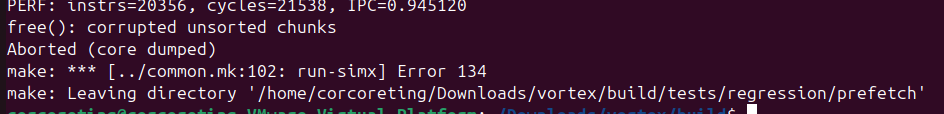 PERF: instrs=20356, cycles=21538, IPC=0.945120
free(): corrupted unsorted chunks
Aborted (core dumped)
make: *** [../common.mk:102: run-simx] Error 134
make: Leaving directory '/home/corcoreting/Downloads/vortex/build/tests/regression/prefetch'